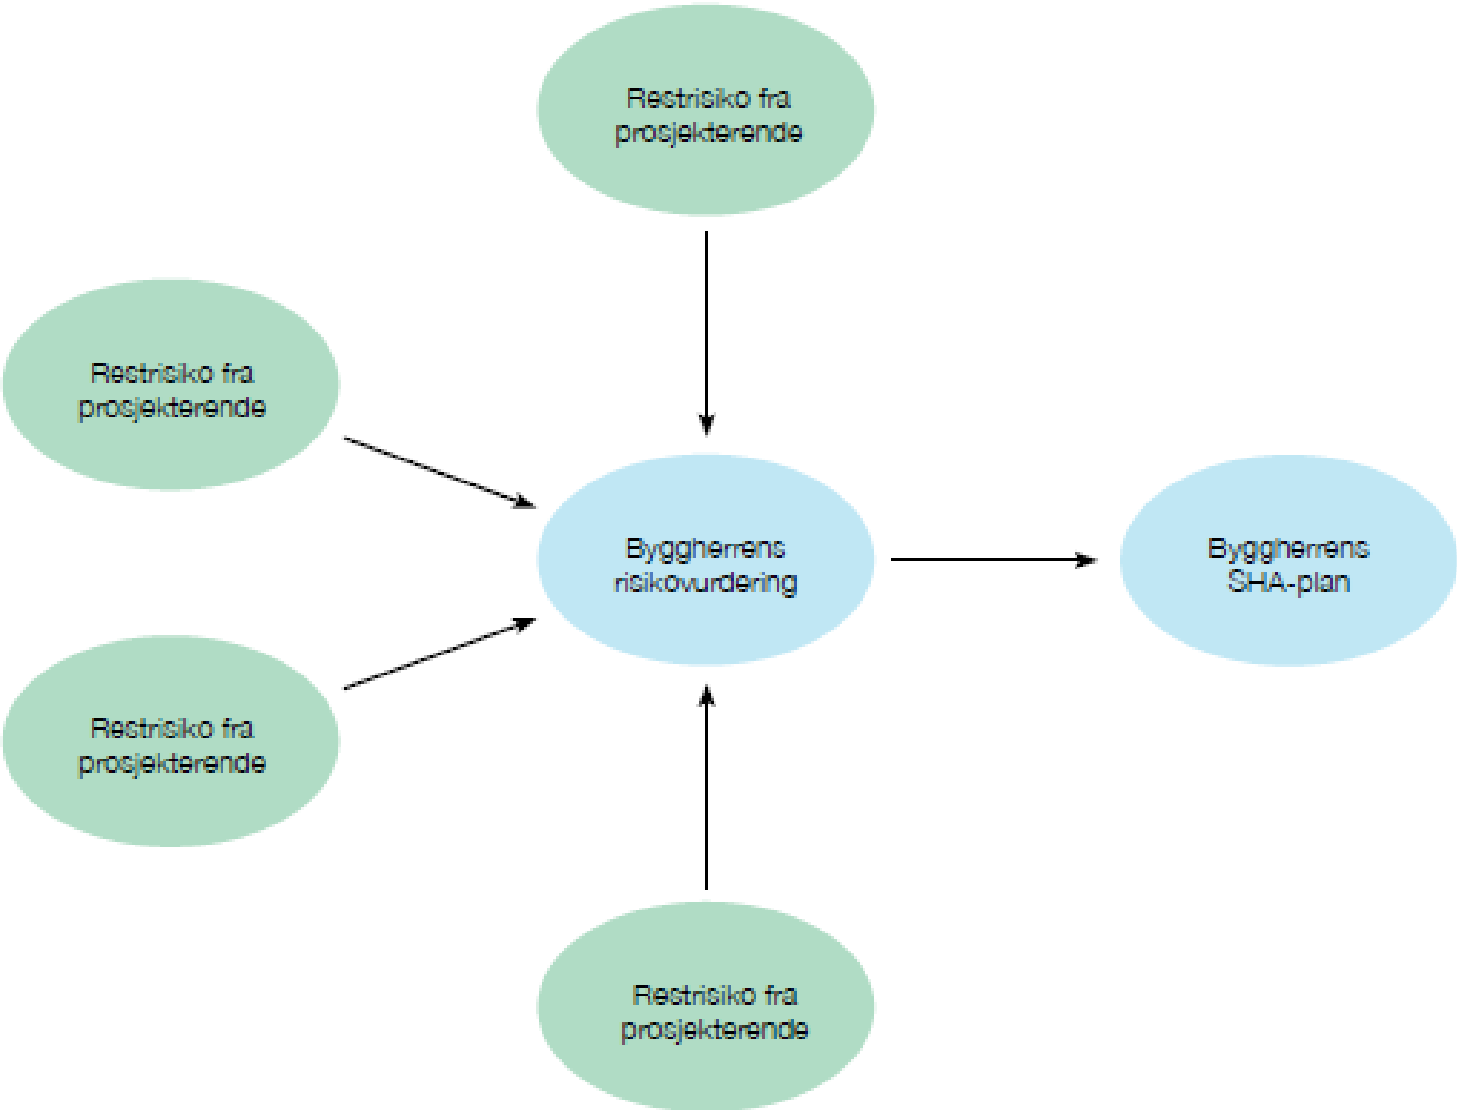 Restrisiko fra
prosjekterende
Restrisiko fra
prosjekterende
Byggherrens
risikovurdering
Byggherrens
SHA-plan
Restrisiko fra
prosjekterende
Restrisiko fra
prosjekterende